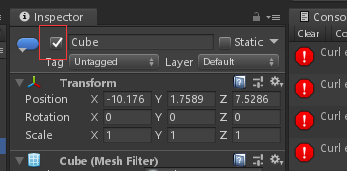 Inspector
Conso
Cube
Static
Clear
Co
Tag Untagged Layer Default
Transform
Position X -10.176 Y 1.7589 Z 7.5286
Rotation X 0 Y 0 Z 0
Scale X 1 Y 1 Z 1
Cube (Mesh Filter)
Curl e
Curl e
Curl e
Curl e